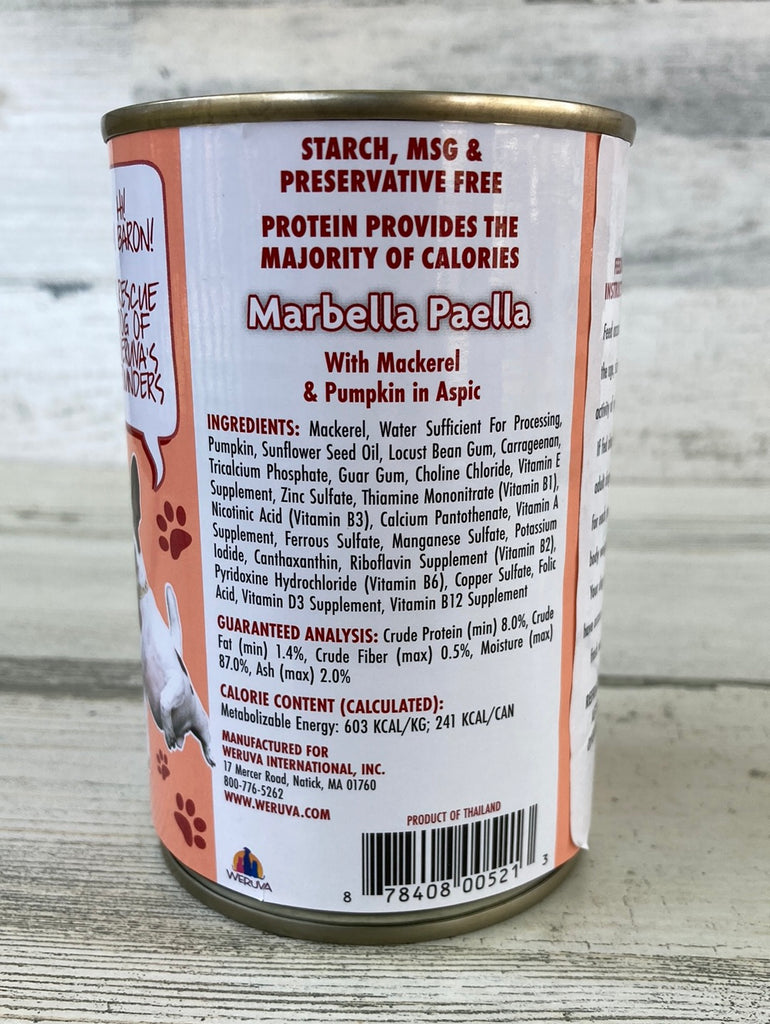 HI!
BARON!
RESCUE
OF
WERUVA'S
STARCH, MSG &
PRESERVATIVE FREE
PROTEIN PROVIDES THE
MAJORITY OF CALORIES
Marbella Paella
With Mackerel
& Pumpkin in Aspic
INGREDIENTS: Mackerel, Water Sufficient For Processing,
Pumpkin, Sunflower Seed Oil, Locust Bean Gum, Carrageenan,
Tricalcium Phosphate, Guar Gum, Choline Chloride, Vitamin E
Supplement, Zinc Sulfate, Thiamine Mononitrate (Vitamin B1),
Nicotinic Acid (Vitamin B3), Calcium Pantothenate, Vitamin A
Supplement, Ferrous Sulfate, Manganese Sulfate, Potassium
Iodide, Canthaxanthin, Riboflavin Supplement (Vitamin B2),
Pyridoxine Hydrochloride (Vitamin B6), Copper Sulfate, Folic
Acid, Vitamin D3 Supplement, Vitamin B12 Supplement
GUARANTEED ANALYSIS: Crude Protein (min) 8.0%, Crude
Fat (min) 1.4%, Crude Fiber (max) 0.5%, Moisture (max)
87.0%, Ash (max) 2.0%
CALORIE CONTENT (CALCULATED):
Metabolizable Energy: 603 KCAL/KG; 241 KCAL/CAN
MANUFACTURED FOR
WERUVA INTERNATIONAL, INC.
17 Mercer Road, Natick, MA 01760
800-776-5262
WWW.WERUVA.COM
PRODUCT OF THAILAND
WERUVA
8 78408 00521 3
Feed
the age,